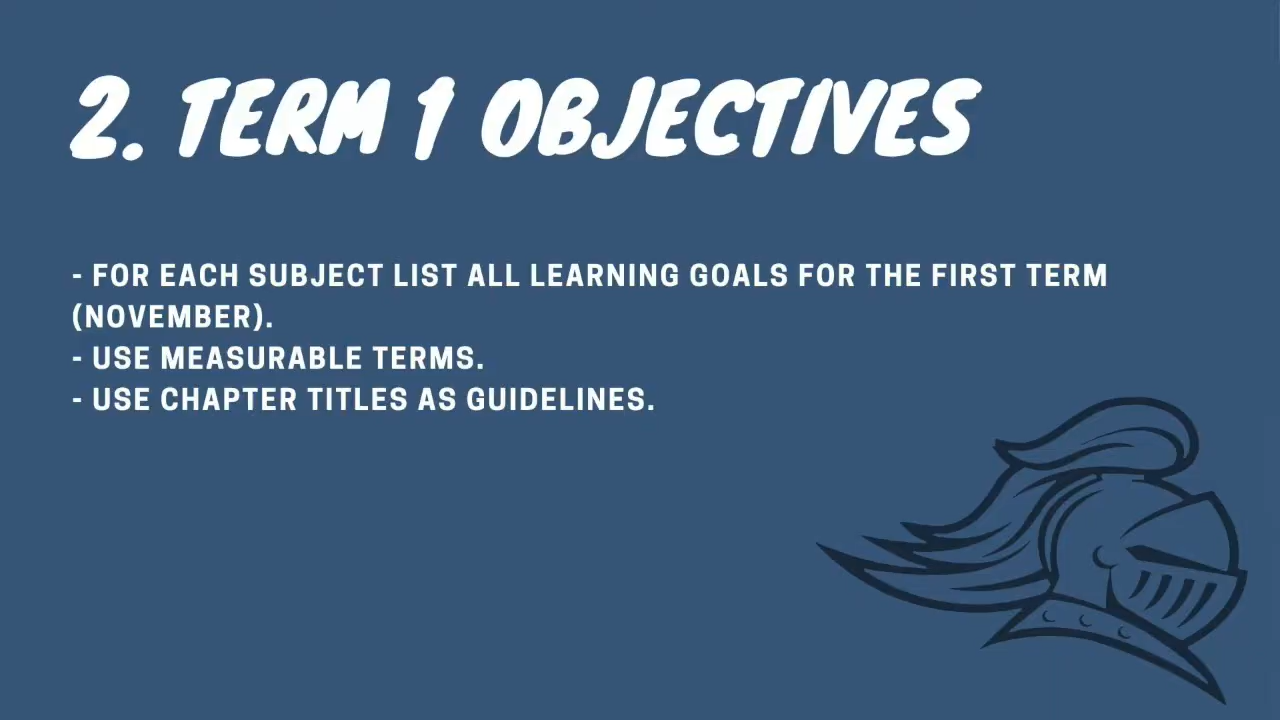 2. TERM 1 OBJECTIVES
- FOR EACH SUBJECT LIST ALL LEARNING GOALS FOR THE FIRST TERM
(NOVEMBER).
- USE MEASURABLE TERMS.
- USE CHAPTER TITLES AS GUIDELINES.